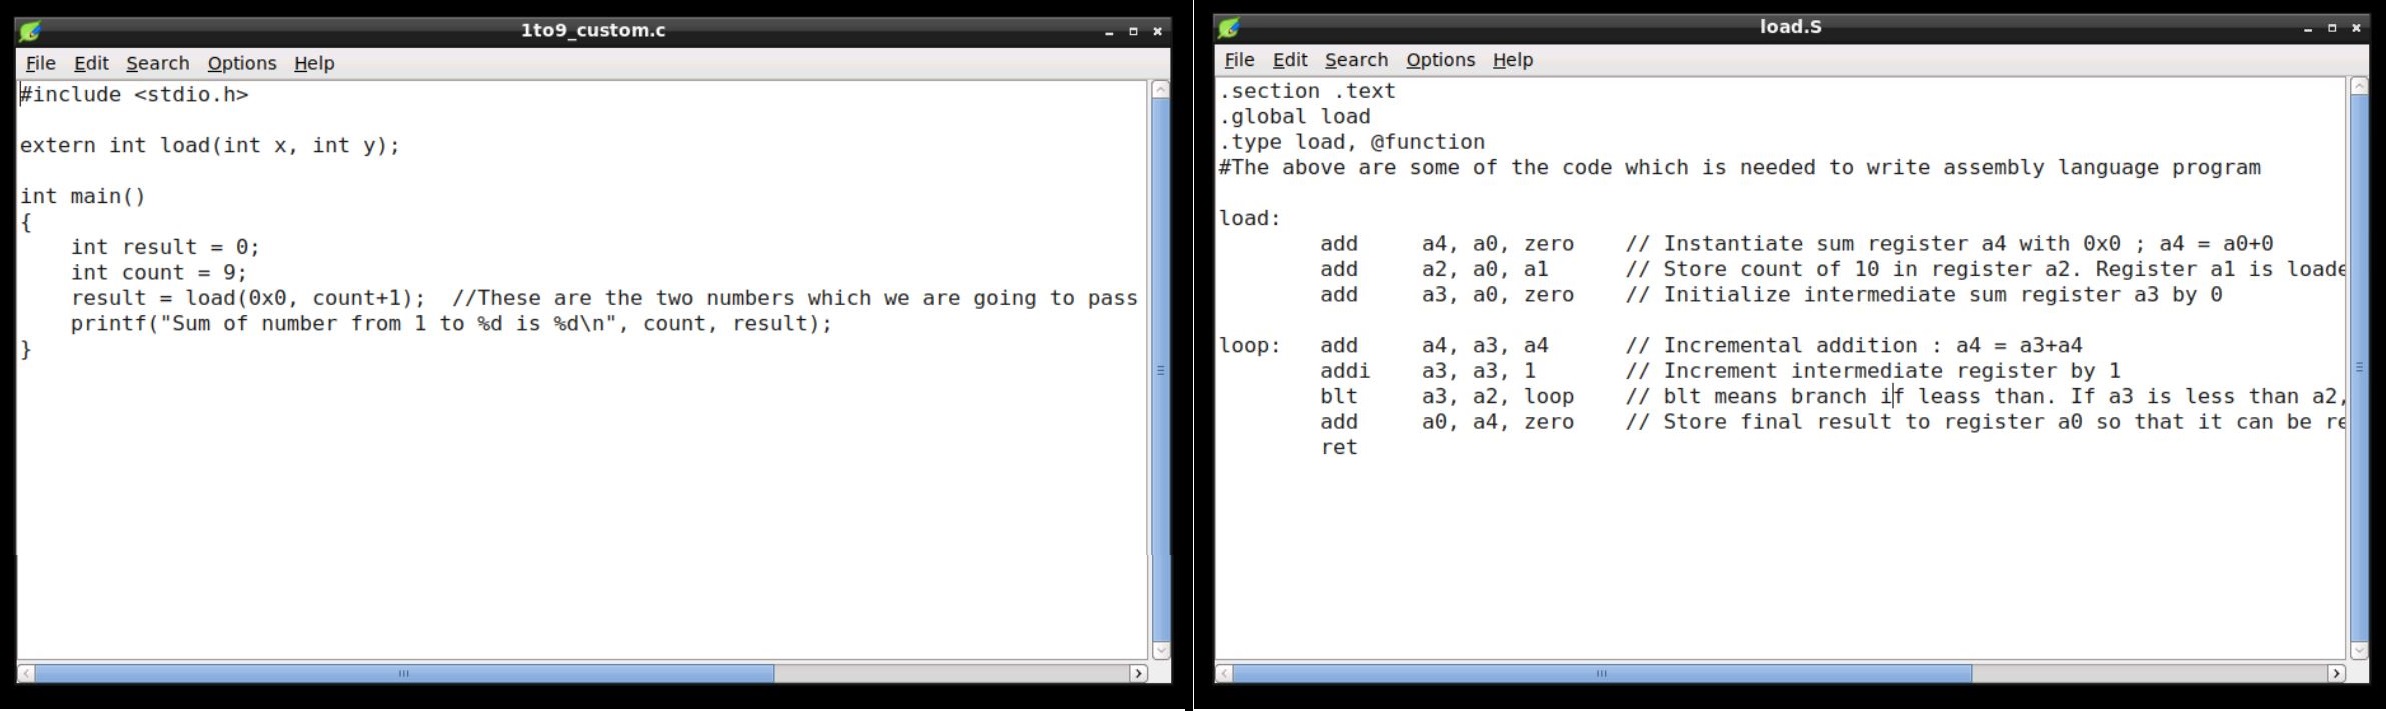 1to9_custom.c
File Edit Search Options Help
#include <stdio.h>
extern int load(int x, int y);
int main()
{
int result = 0;
int count = 9;
result = load(0x0, count+1); //These are the two numbers which we are going to pass
printf("Sum of number from 1 to %d is %d\n", count, result);
}
load.S
File Edit Search Options Help
.section .text
.global load
.type load, @function
#The above are some of the code which is needed to write assembly language program
load:
add a4, a0, zero // Instantiate sum register a4 with 0x0 ; a4 = a0+0
add a2, a0, a1 // Store count of 10 in register a2. Register a1 is loade
add a3, a0, zero // Initialize intermediate sum register a3 by 0
loop: add a4, a3, a4 // Incremental addition : a4 = a3+a4
addi a3, a3, 1 // Increment intermediate register by 1
blt a3, a2, loop // blt means branch if leass than. If a3 is less than a2,
add a0, a4, zero // Store final result to register a0 so that it can be re
ret